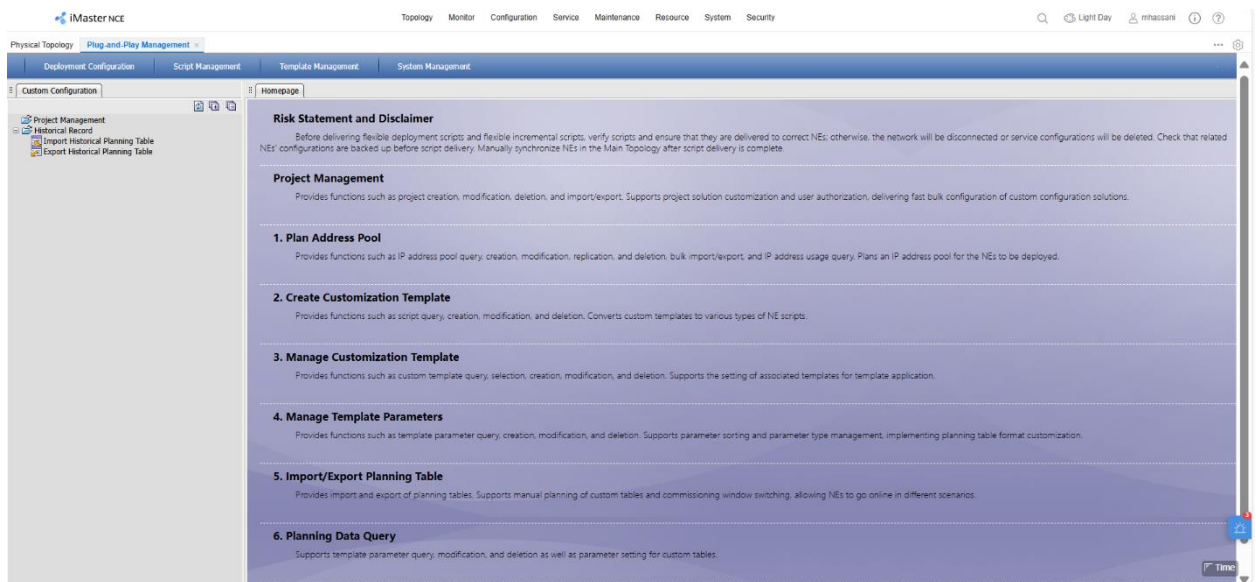 iMaster NCE
Topology Monitor Configuration Service Maintenance Resource System Security
Light Day mhassani
Physical Topology Plug-and-Play Management ×
Deployment Configuration Script Management Template Management System Management
Custom Configuration
Homepage
Project Management
Historical Record
Import Historical Planning Table
Export Historical Planning Table
Risk Statement and Disclaimer
Before delivering flexible deployment scripts and flexible incremental scripts, verify scripts and ensure that they are delivered to correct NEs; otherwise, the network will be disconnected or service configurations will be deleted. Check that related
NEs' configurations are backed up before script delivery. Manually synchronize NEs in the Main Topology after script delivery is complete.
Project Management
Provides functions such as project creation, modification, deletion, and import/export. Supports project solution customization and user authorization, delivering fast bulk configuration of custom configuration solutions.
1. Plan Address Pool
Provides functions such as IP address pool query, creation, modification, replication, and deletion, bulk import/export, and IP address usage query. Plans an IP address pool for the NEs to be deployed.
2. Create Customization Template
Provides functions such as script query, creation, modification, and deletion. Converts custom templates to various types of NE scripts.
3. Manage Customization Template
Provides functions such as custom template query, selection, creation, modification, and deletion. Supports the setting of associated templates for template application.
4. Manage Template Parameters
Provides functions such as template parameter query, creation, modification, and deletion. Supports parameter sorting and parameter type management, implementing planning table format customization.
5. Import/Export Planning Table
Provides import and export of planning tables. Supports manual planning of custom tables and commissioning window switching, allowing NEs to go online in different scenarios.
6. Planning Data Query
Supports template parameter query, modification, and deletion as well as parameter setting for custom tables.
3
Time